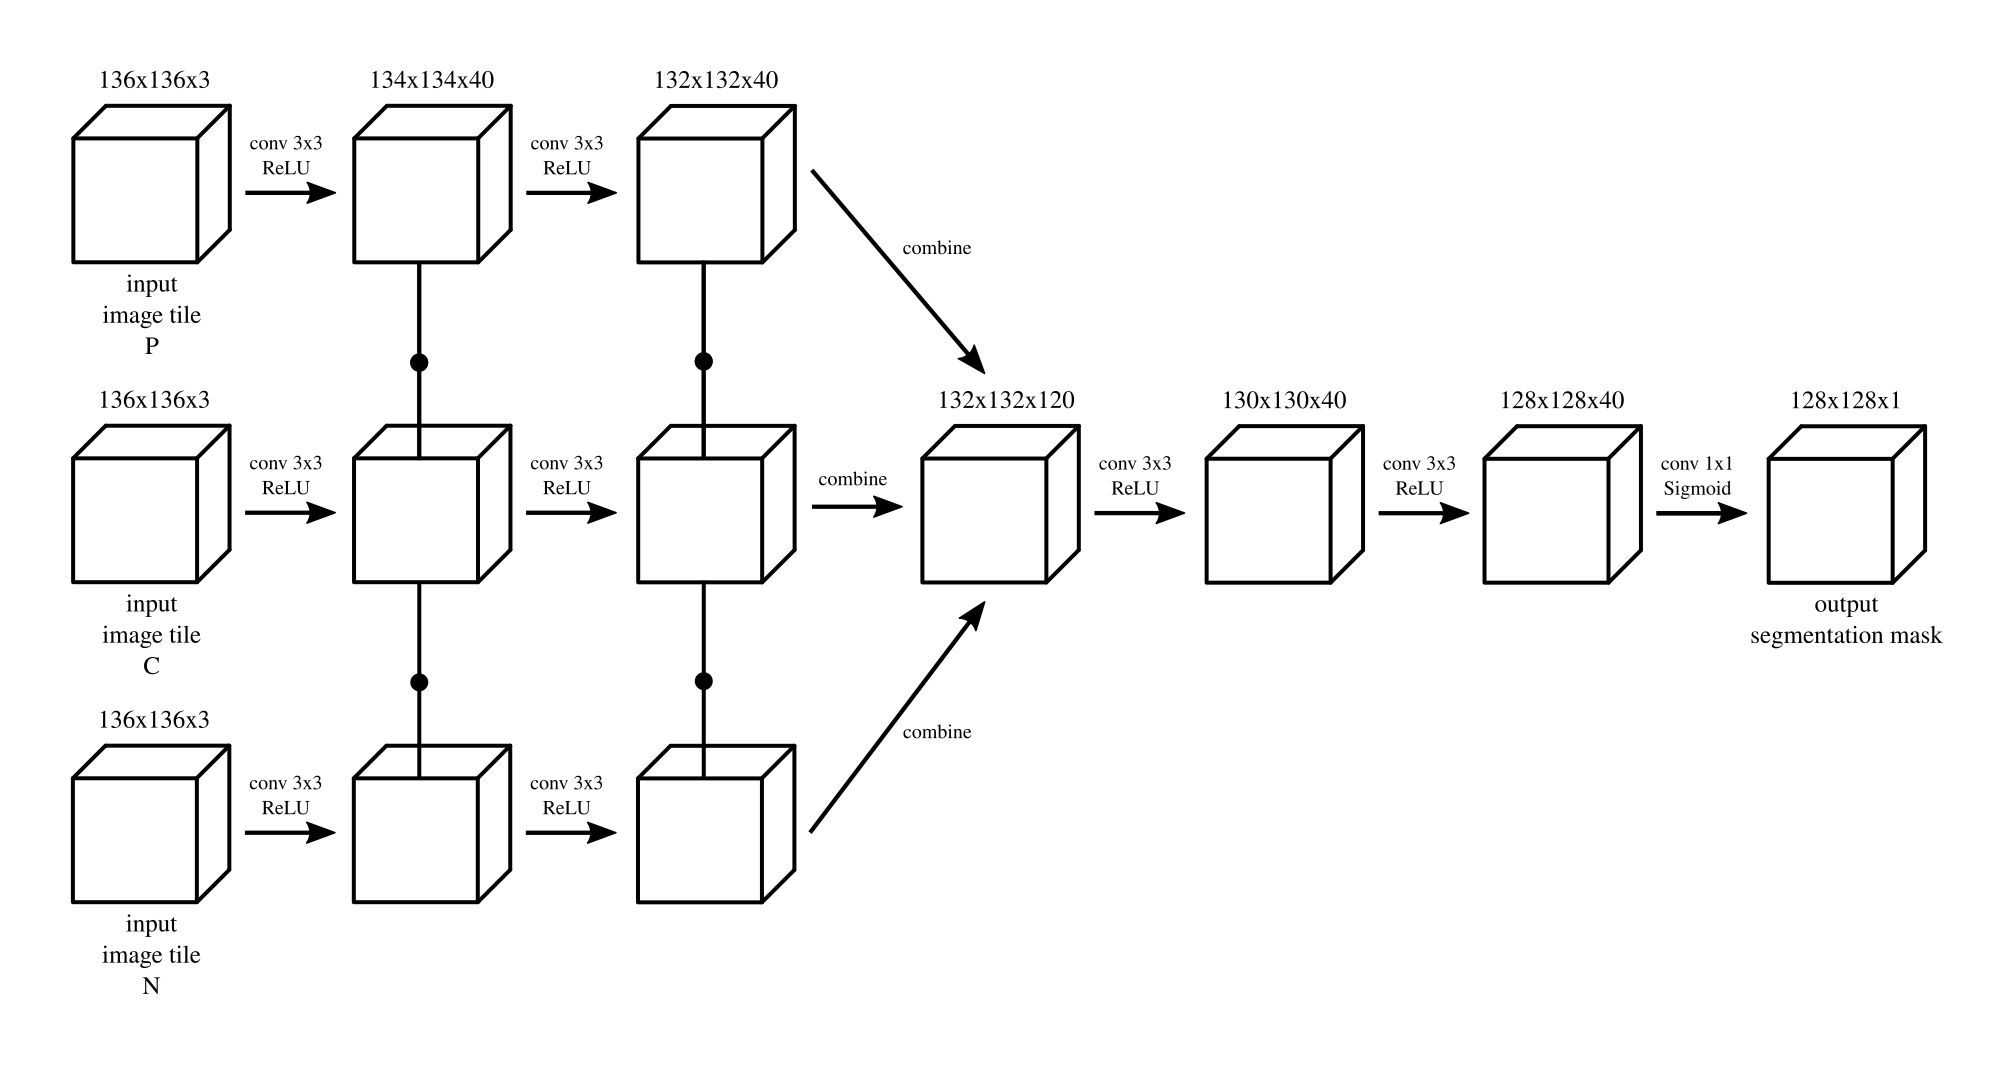 136x136x3
134x134x40
132x132x40
conv 3x3
ReLU
conv 3x3
ReLU
combine
input
image tile
P
136x136x3
132x132x120
130x130x40
128x128x40
128x128x1
conv 3x3
ReLU
conv 3x3
ReLU
combine
conv 3x3
ReLU
conv 3x3
ReLU
conv 1x1
Sigmoid
input
image tile
C
output
segmentation mask
136x136x3
conv 3x3
ReLU
conv 3x3
ReLU
combine
input
image tile
N